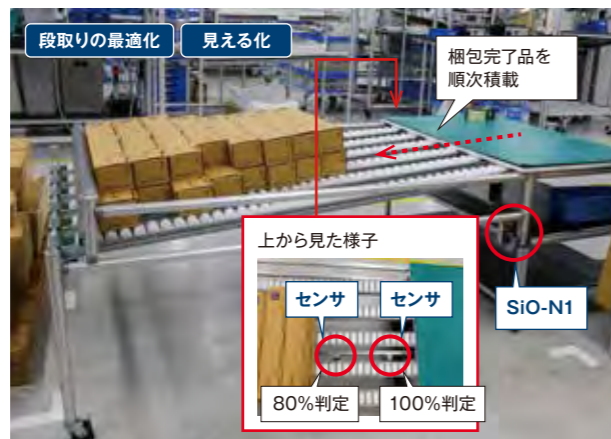 段取りの最適化
見える化
梱包完了品を
順次積載
上から見た様子
センサ
センサ
SiO-N1
80%判定
100%判定